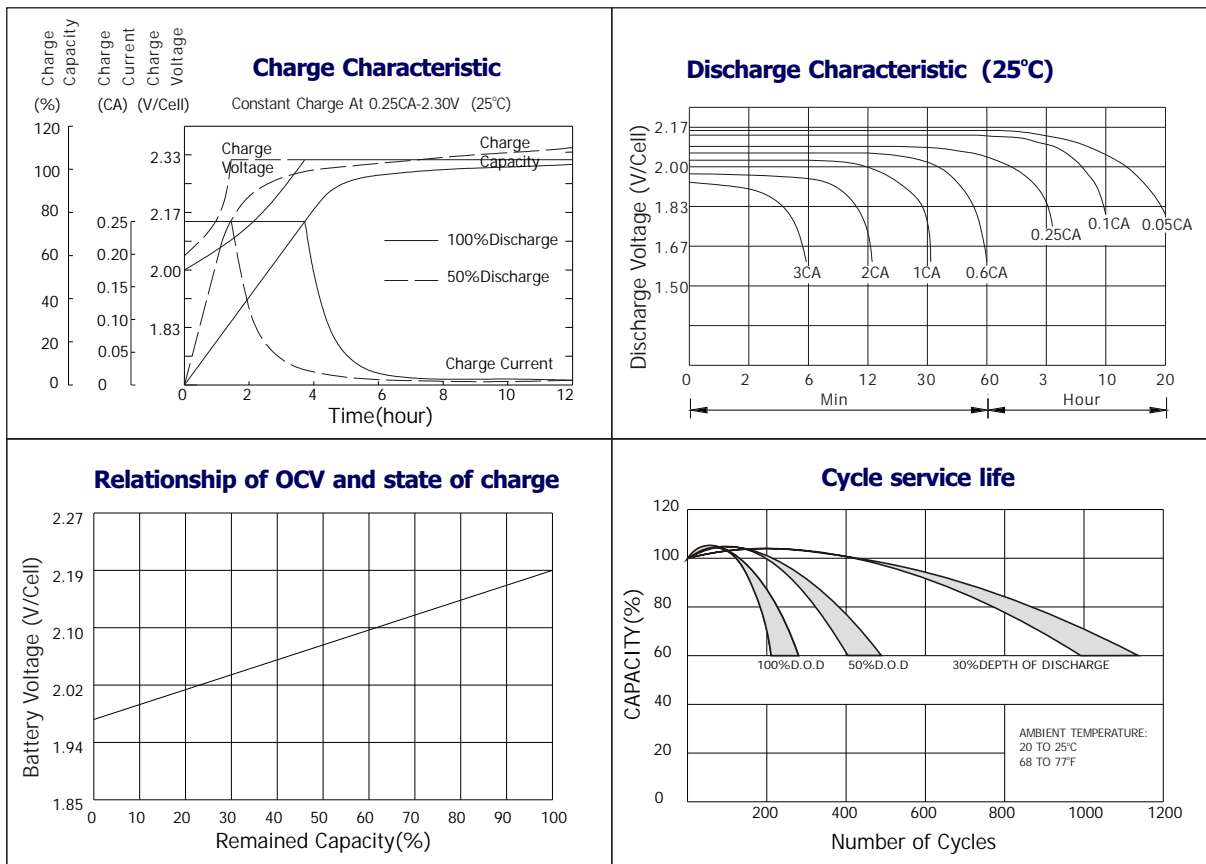 Charge
Capacity
Charge
Current
Charge
Voltage
(%)
(CA)
(V/Cell)
Charge Characteristic
Constant Charge At 0.25CA-2.30V (25°C)
120
100
80
60
40
20
0
0.25
0.20
0.15
0.10
0.05
0
2.33
2.17
2.00
1.83
Charge
Voltage
Charge
Capacity
100%Discharge
50%Discharge
Charge Current
0 2 4 6 8 10 12
Time(hour)
Discharge Characteristic (25°C)
Discharge Voltage (V/Cell)
2.17
2.00
1.83
1.67
1.50
3CA
2CA
1CA
0.6CA
0.25CA
0.1CA
0.05CA
0 2 6 12 30 60 3 10 20
Min
Hour
Relationship of OCV and state of charge
Battery Voltage (V/Cell)
2.27
2.19
2.10
2.02
1.94
1.85
0 10 20 30 40 50 60 70 80 90 100
Remained Capacity(%)
Cycle service life
CAPACITY(%)
120
100
80
60
40
20
0
100%D.O.D
50%D.O.D
30%DEPTH OF DISCHARGE
AMBIENT TEMPERATURE:
20 TO 25°C
68 TO 77°F
200 400 600 800 1000 1200
Number of Cycles